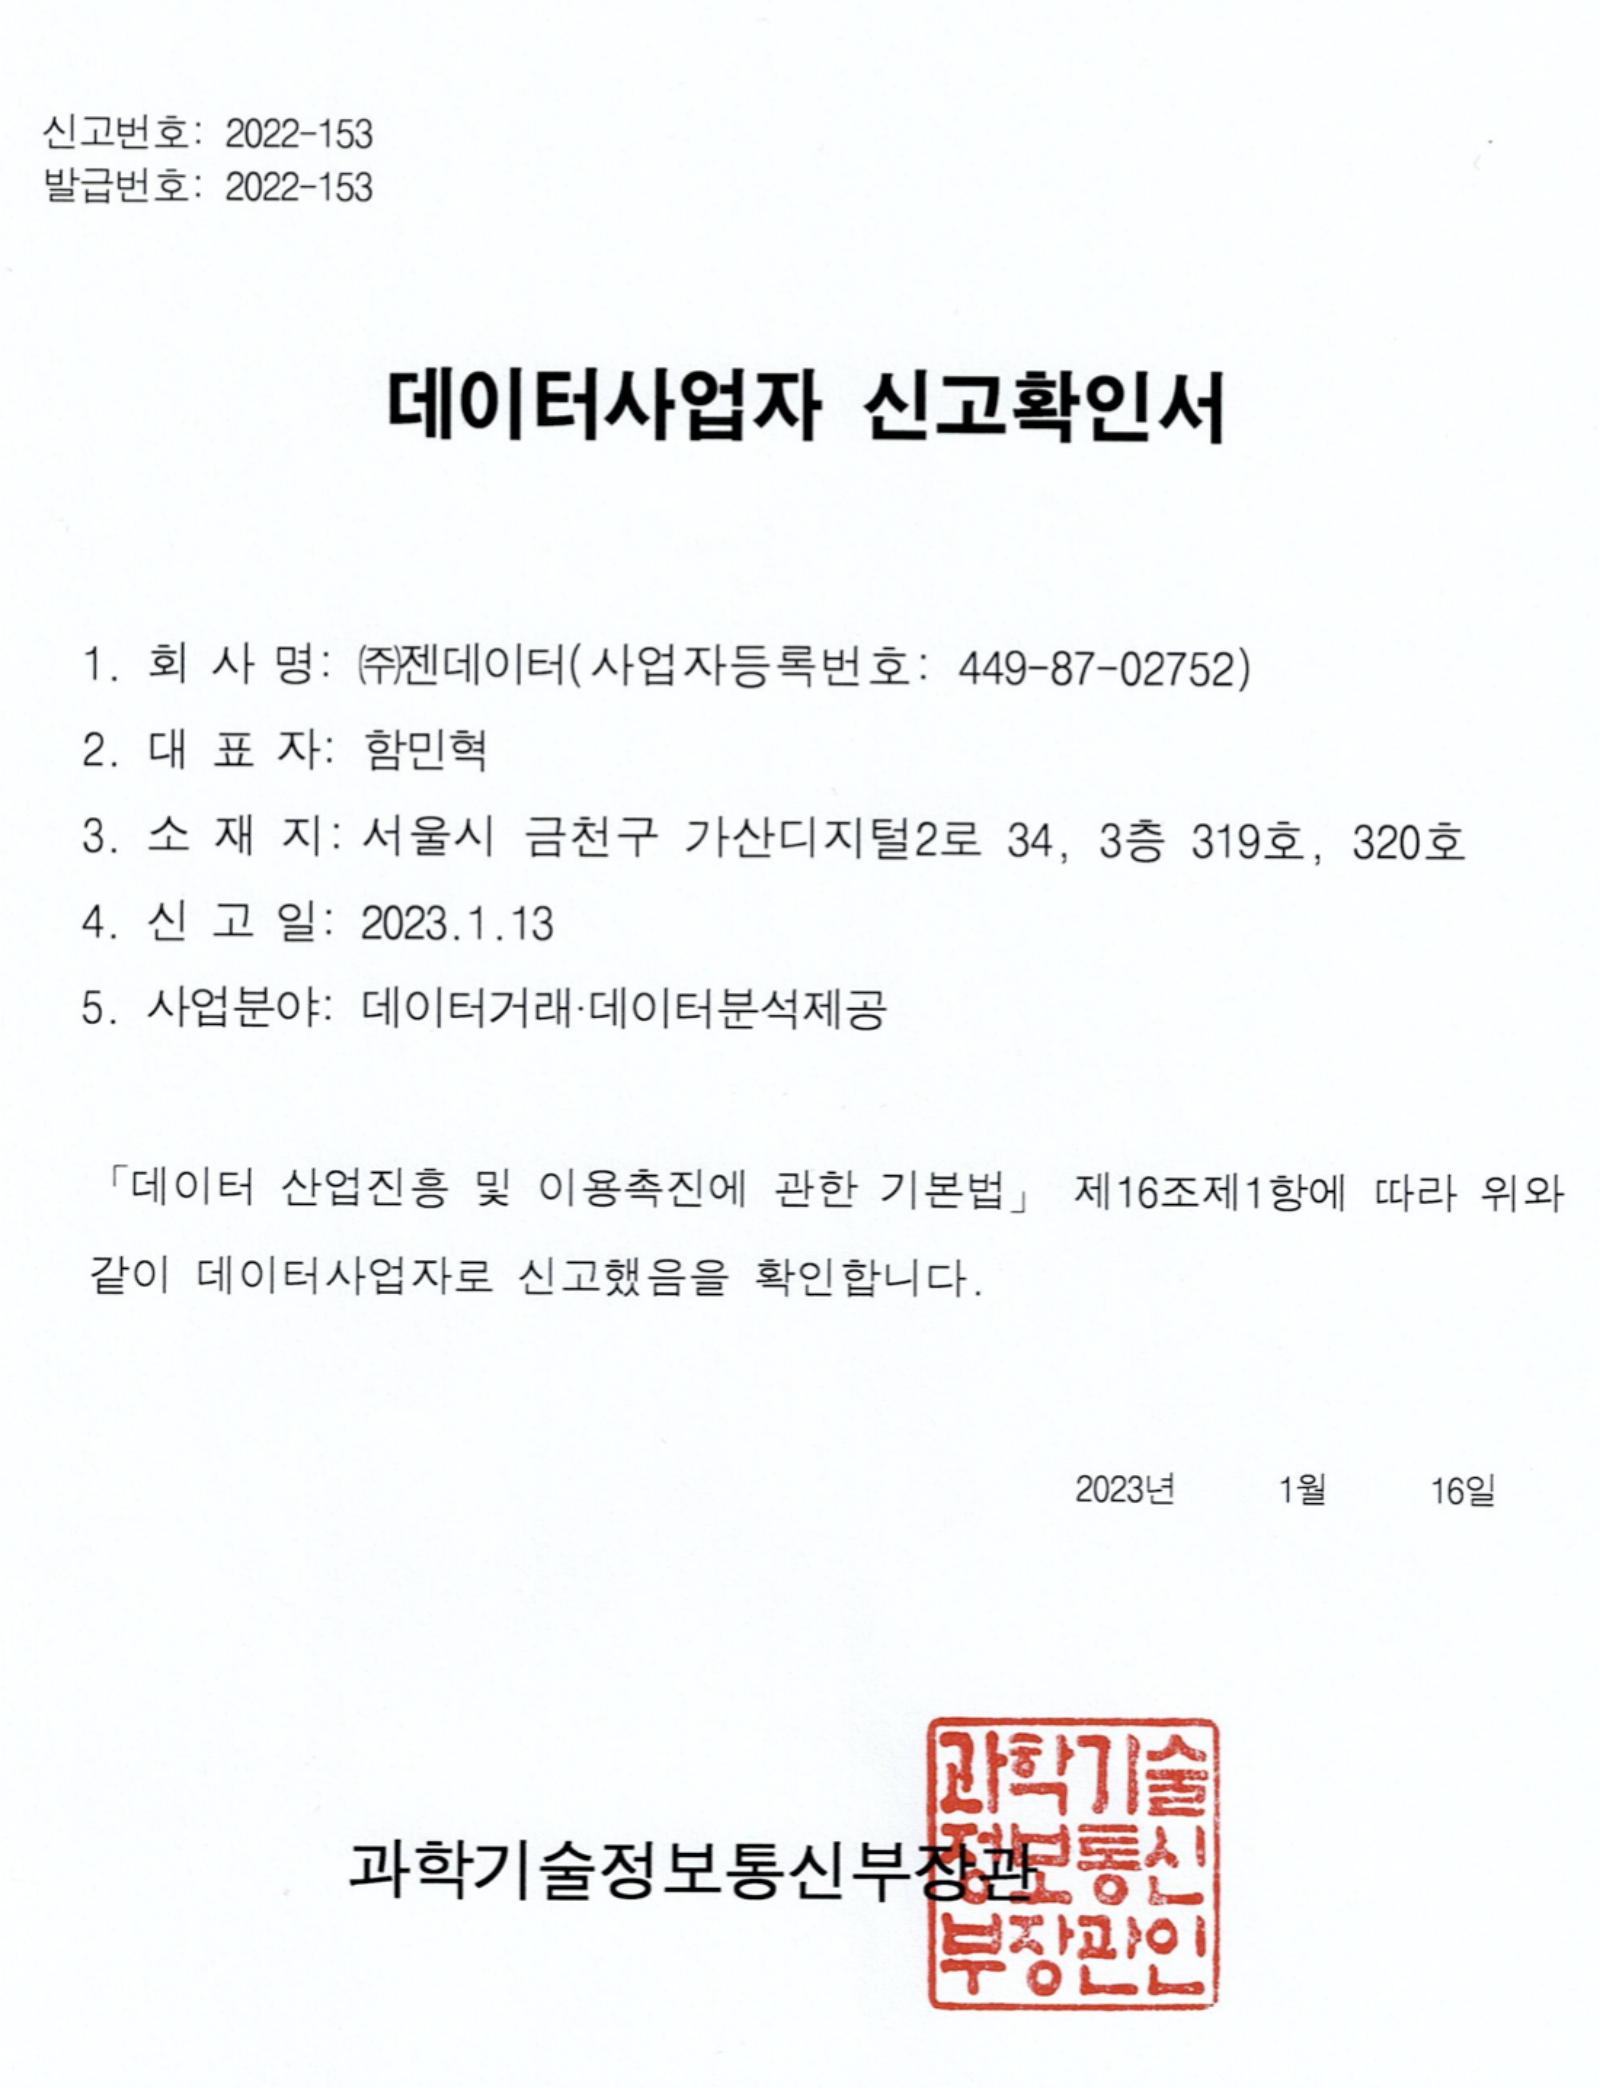 신고번호: 2022-153
발급번호: 2022-153
데이터사업자 신고확인서
1. 회 사 명: ㈜젠데이터(사업자등록번호: 449-87-02752)
2. 대 표 자: 함민혁
3. 소 재 지: 서울시 금천구 가산디지털2로 34, 3층 319호, 320호
4. 신 고 일: 2023.1.13
5. 사업분야: 데이터거래·데이터분석제공
「데이터 산업진흥 및 이용촉진에 관한 기본법」 제16조제1항에 따라 위와
같이 데이터사업자로 신고했음을 확인합니다.
2023년 1월 16일
과학기술정보통신부장관
과학기술
정보통신
부장관인